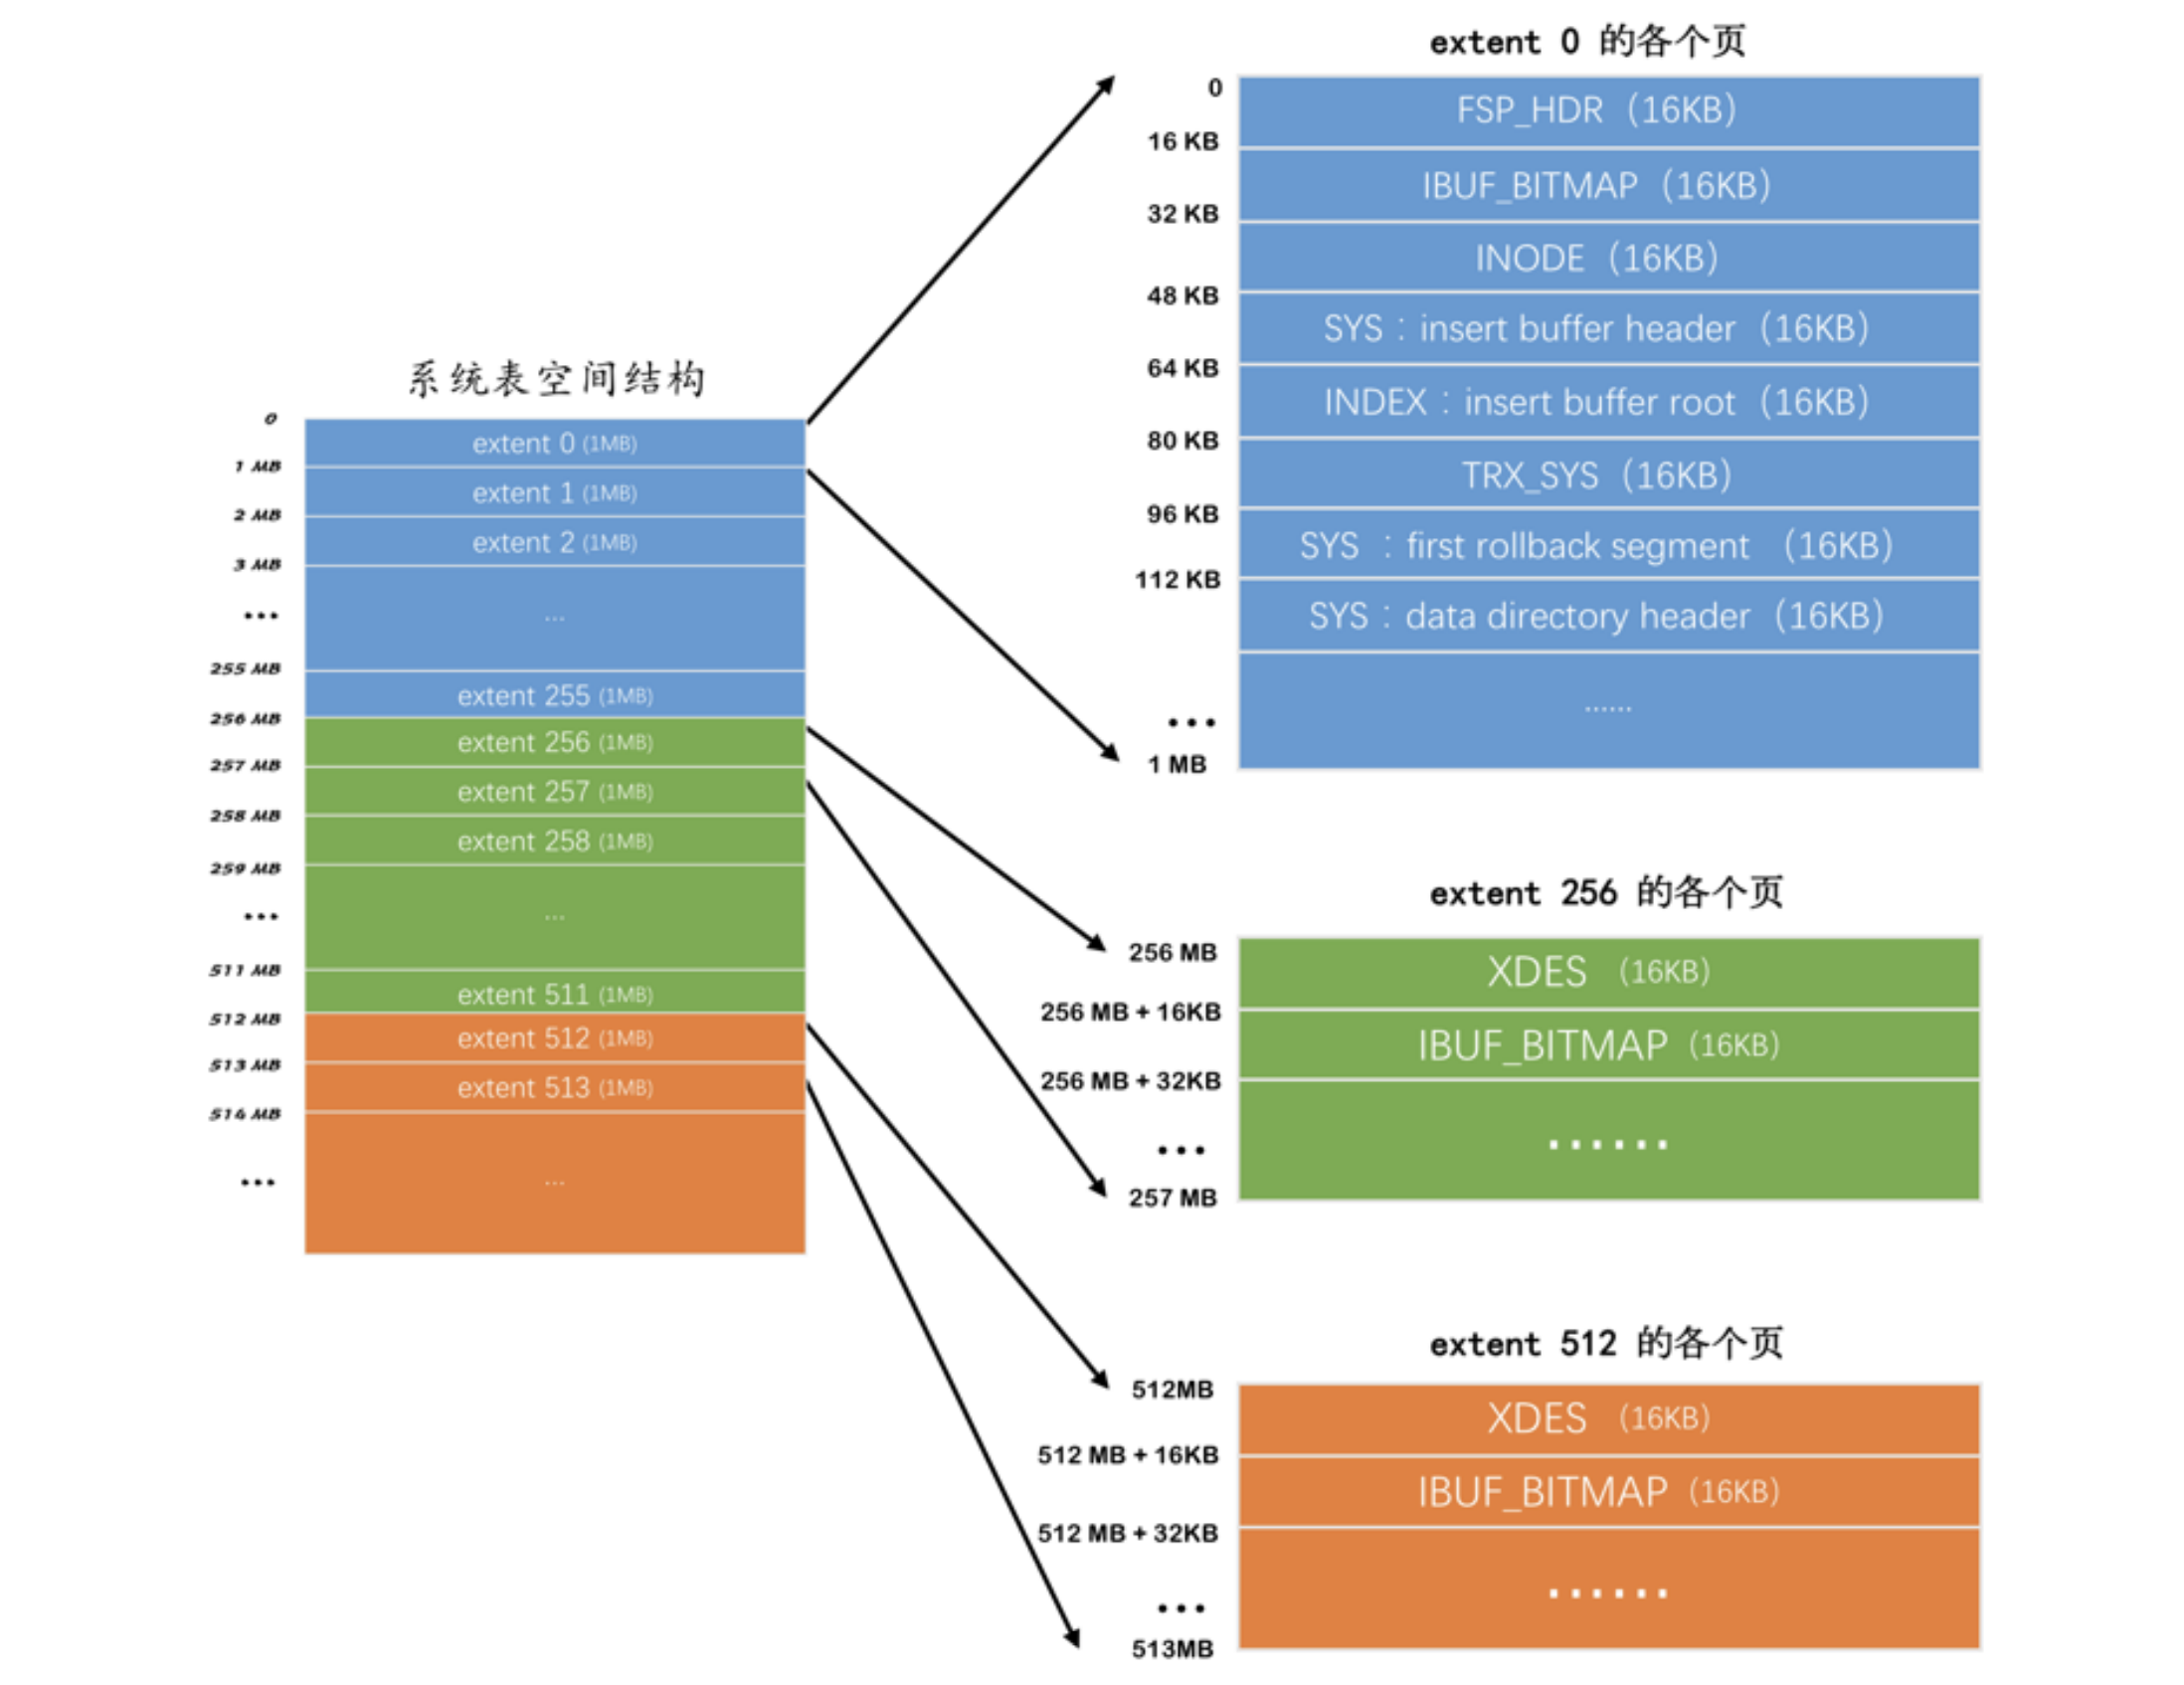 系统表空间结构
0
extent 0 (1MB)
1 MB
extent 1 (1MB)
2 MB
extent 2 (1MB)
3 MB
...
...
255 MB
extent 255 (1MB)
256 MB
extent 256 (1MB)
257 MB
extent 257 (1MB)
258 MB
extent 258 (1MB)
259 MB
...
...
511 MB
extent 511 (1MB)
512 MB
extent 512 (1MB)
513 MB
extent 513 (1MB)
514 MB
...
...
extent 0 的各个页
0
FSP_HDR（16KB）
16 KB
IBUF_BITMAP（16KB）
32 KB
INODE（16KB）
48 KB
SYS：insert buffer header（16KB）
64 KB
INDEX：insert buffer root（16KB）
80 KB
TRX_SYS（16KB）
96 KB
SYS ：first rollback segment （16KB）
112 KB
SYS：data directory header（16KB）
...
......
1 MB
extent 256 的各个页
256 MB
XDES （16KB）
256 MB + 16KB
IBUF_BITMAP（16KB）
256 MB + 32KB
...
......
257 MB
extent 512 的各个页
512MB
XDES （16KB）
512 MB + 16KB
IBUF_BITMAP（16KB）
512 MB + 32KB
...
......
513MB